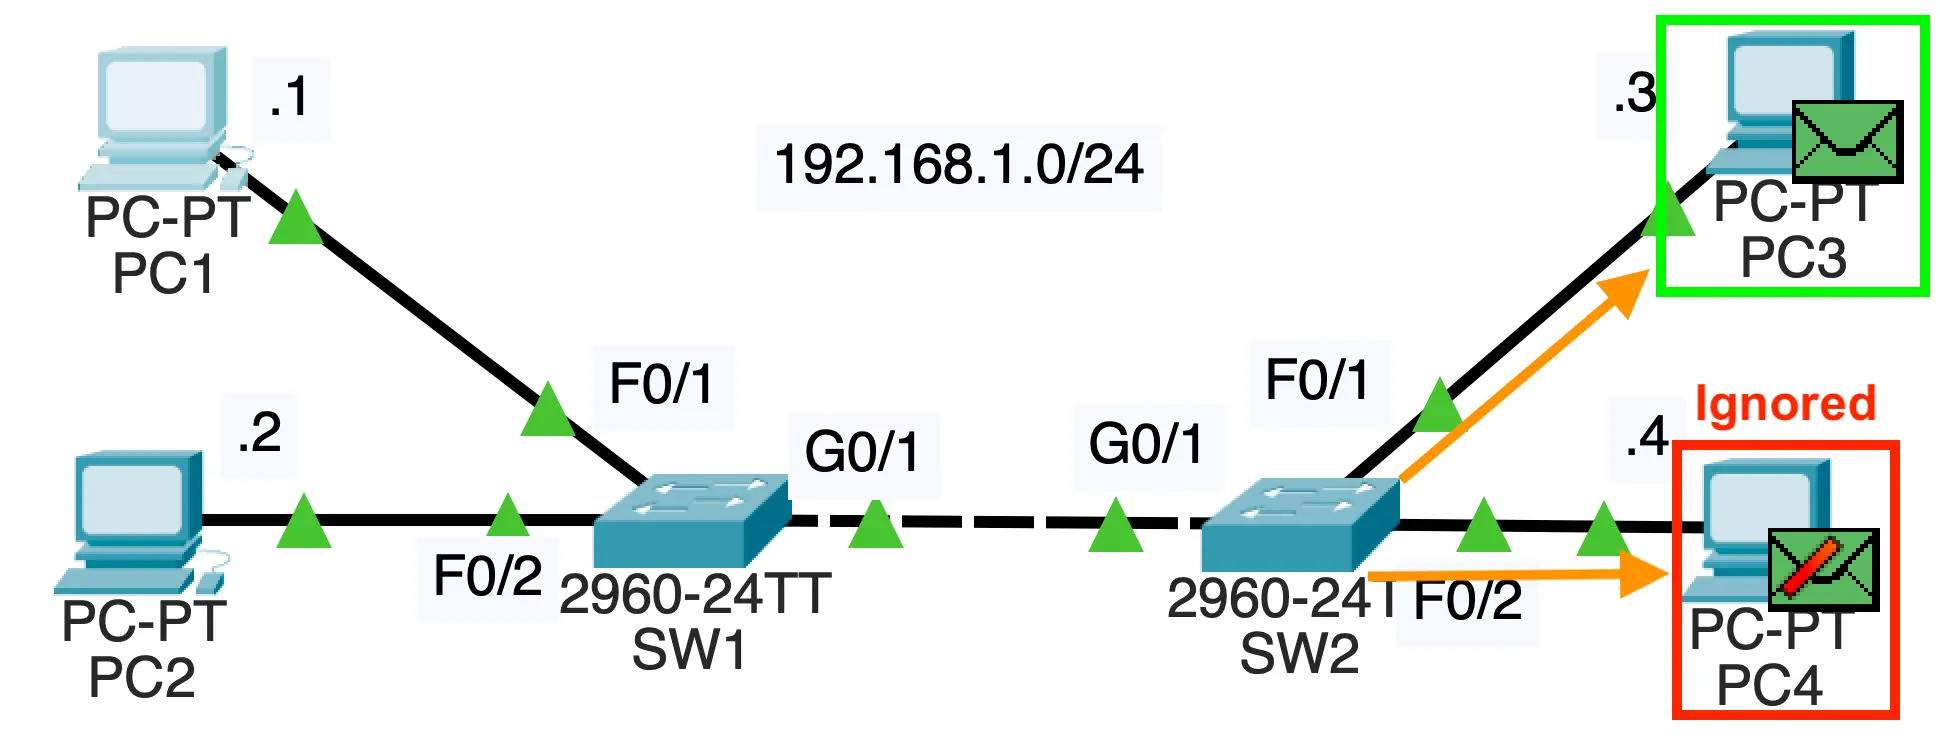 .1
PC-PT
PC1
192.168.1.0/24
.3
PC-PT
PC3
F0/1
G0/1
G0/1
F0/1
Ignored
.4
.2
PC-PT
PC2
F0/2
2960-24TT
SW1
2960-24T
SW2
F0/2
PC-PT
PC4